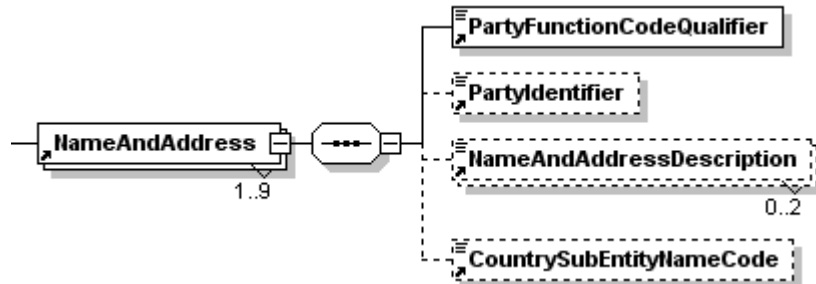 PartyFunctionCodeQualifier
PartyIdentifier
NameAndAddress
1..9
NameAndAddressDescription
0..2
CountrySubEntityNameCode